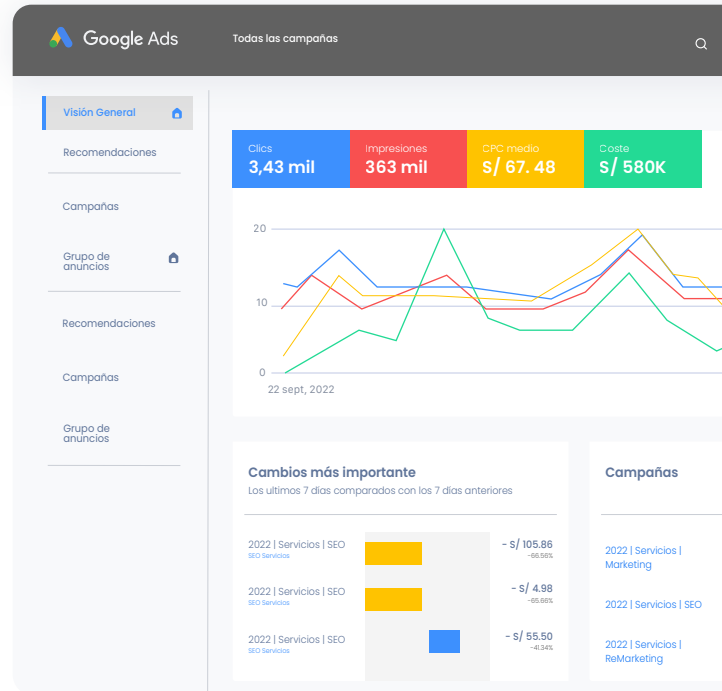 Google Ads
Todas las campañas
Visión General
Recomendaciones
Campañas
Grupo de
anuncios
Recomendaciones
Campañas
Grupo de
anuncios
Clics
3,43 mil
Impresiones
363 mil
CPC medio
S/ 67. 48
Coste
S/ 580K
20
10
0
22 sept, 2022
Cambios más importante
Los ultimos 7 dias comparados con los 7 dias anteriores
2022 | Servicios | SEO
SEO Servicios
- S/ 105.86
-66.56%
2022 | Servicios | SEO
SEO Servicios
- S/ 4.98
-65.66%
2022 | Servicios | SEO
SEO Servicios
- S/ 55.50
-41.34%
Campañas
2022 | Servicios |
Marketing
2022 | Servicios | SEO
2022 | Servicios |
ReMarketing